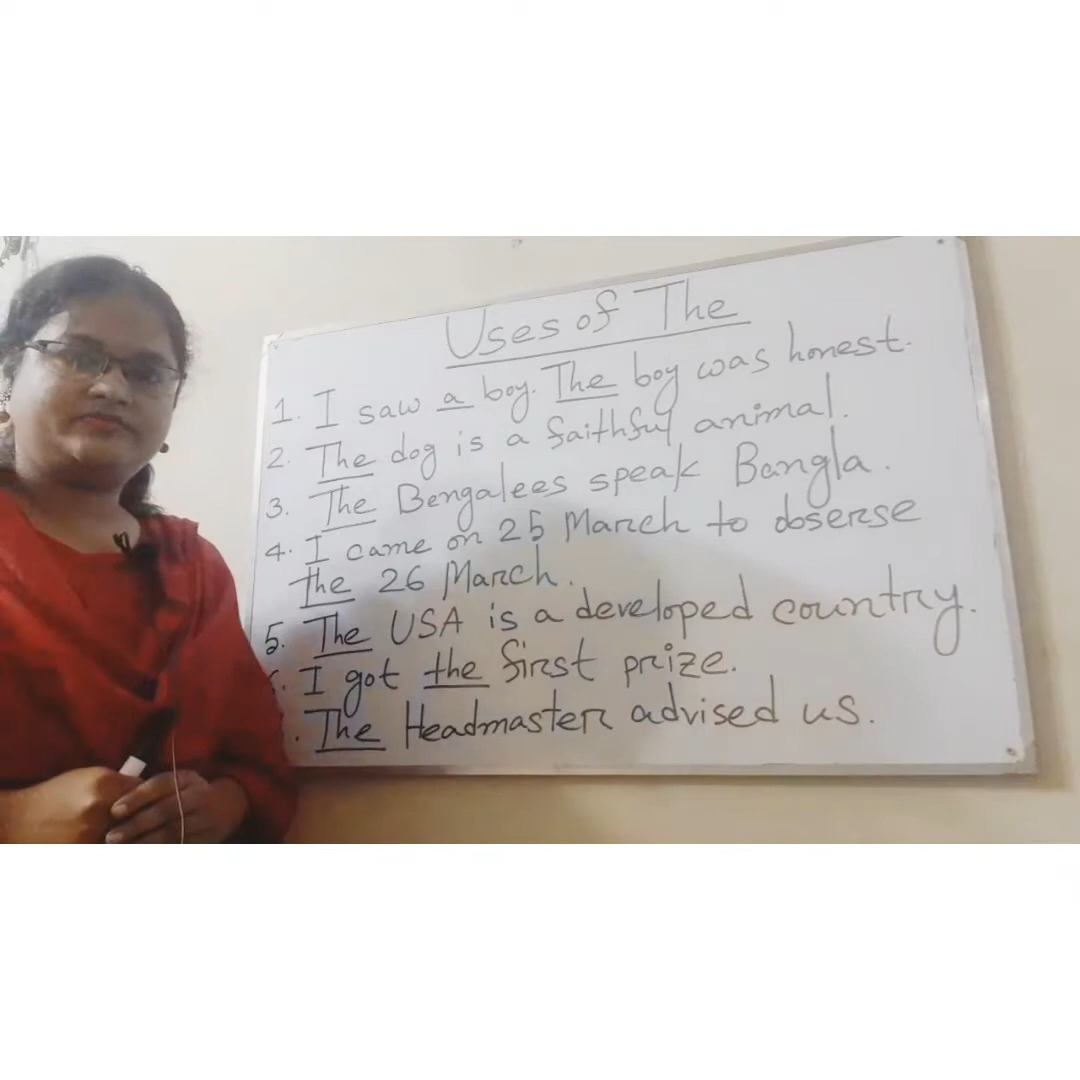 Uses of The
1. I saw a boy. The boy was honest.
2. The dog is a faithful animal.
3. The Bengalees speak Bangla.
4. I came on 25 March to obserse
the 26 March.
5. The USA is a developed country.
. I got the first prize.
. The Headmaster advised us.